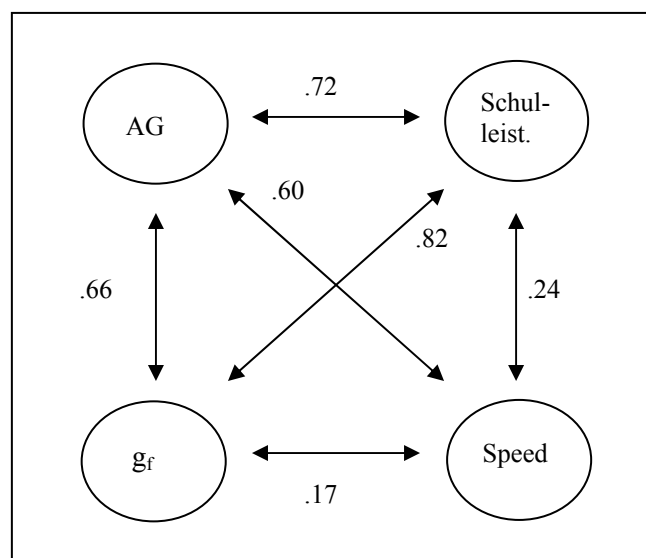 .72
AG
Schul-
leist.
.60
.82
.66
.24
gf
Speed
.17